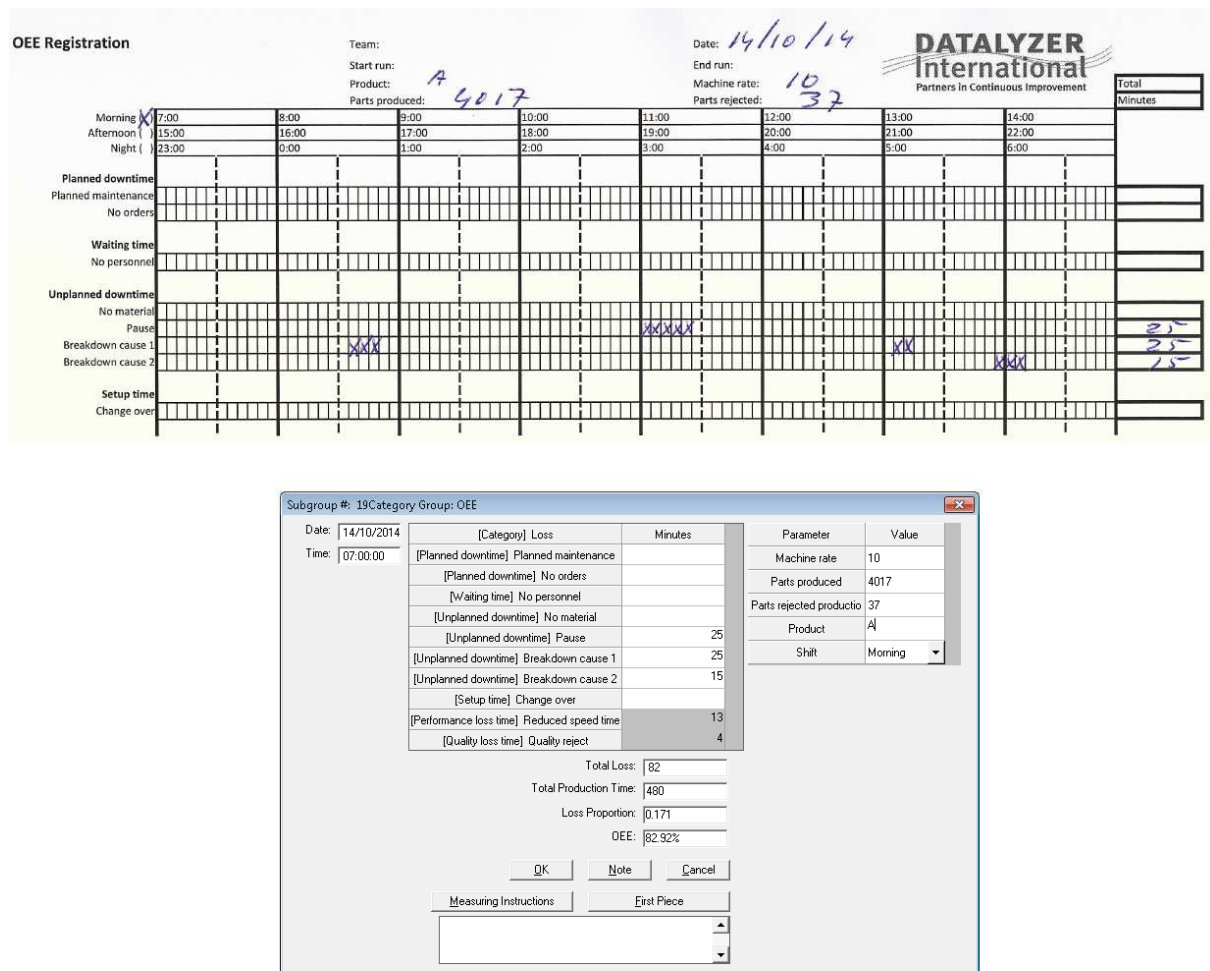 OEE Registration
Team:
Date: 14/10/14
DATALYZER
International
Partners in Continuous Improvement
Start run:
End run:
Product: A
Machine rate: 10
Parts produced: 4017
Parts rejected: 37
Total
Minutes
Morning (X) 7:00 8:00 9:00 10:00 11:00 12:00 13:00 14:00
Afternoon ( ) 15:00 16:00 17:00 18:00 19:00 20:00 21:00 22:00
Night ( ) 23:00 0:00 1:00 2:00 3:00 4:00 5:00 6:00
Planned downtime
Planned maintenance
No orders
Waiting time
No personnel
Unplanned downtime
No material
Pause XXXXX 25
Breakdown cause 1 XXX XX 25
Breakdown cause 2 XXX 15
Setup time
Change over
Subgroup #: 19Category Group: OEE
Date: 14/10/2014
Time: 07:00:00
[Category] Loss Minutes
[Planned downtime] Planned maintenance
[Planned downtime] No orders
[Waiting time] No personnel
[Unplanned downtime] No material
[Unplanned downtime] Pause 25
[Unplanned downtime] Breakdown cause 1 25
[Unplanned downtime] Breakdown cause 2 15
[Setup time] Change over
[Performance loss time] Reduced speed time 13
[Quality loss time] Quality reject 4
Parameter Value
Machine rate 10
Parts produced 4017
Parts rejected productio 37
Product A
Shift Morning
Total Loss: 82
Total Production Time: 480
Loss Proportion: 0.171
OEE: 82.92%
OK Note Cancel
Measuring Instructions First Piece